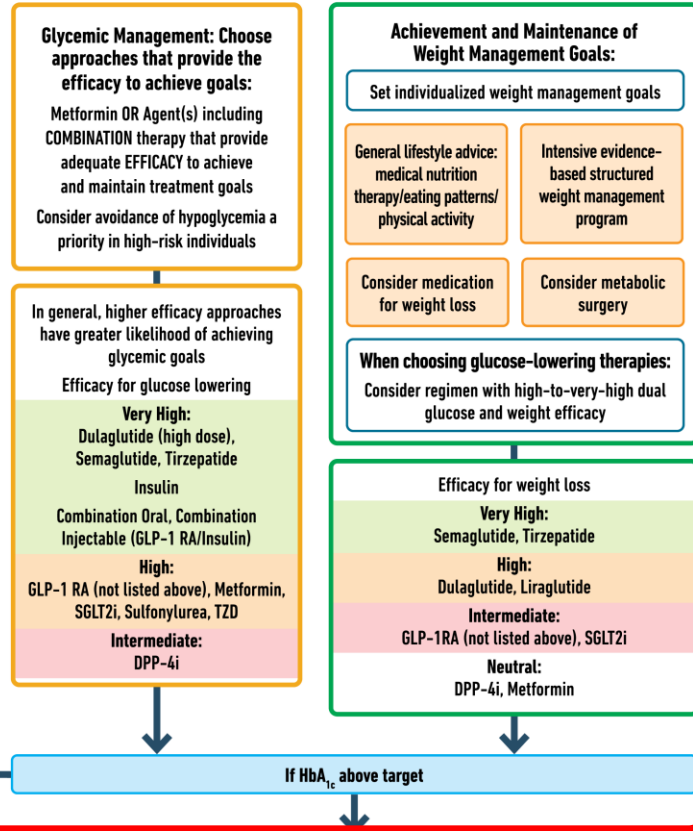 Glycemic Management: Choose
approaches that provide the
efficacy to achieve goals:
Metformin OR Agent(s) including
COMBINATION therapy that provide
adequate EFFICACY to achieve
and maintain treatment goals
Consider avoidance of hypoglycemia a
priority in high-risk individuals
In general, higher efficacy approaches
have greater likelihood of achieving
glycemic goals
Efficacy for glucose lowering
Very High:
Dulaglutide (high dose),
Semaglutide, Tirzepatide
Insulin
Combination Oral, Combination
Injectable (GLP-1 RA/Insulin)
High:
GLP-1 RA (not listed above), Metformin,
SGLT2i, Sulfonylurea, TZD
Intermediate:
DPP-4i
Achievement and Maintenance of
Weight Management Goals:
Set individualized weight management goals
General lifestyle advice:
medical nutrition
therapy/eating patterns/
physical activity
Intensive evidence-
based structured
weight management
program
Consider medication
for weight loss
Consider metabolic
surgery
When choosing glucose-lowering therapies:
Consider regimen with high-to-very-high dual
glucose and weight efficacy
Efficacy for weight loss
Very High:
Semaglutide, Tirzepatide
High:
Dulaglutide, Liraglutide
Intermediate:
GLP-1RA (not listed above), SGLT2i
Neutral:
DPP-4i, Metformin
If HbA1c above target